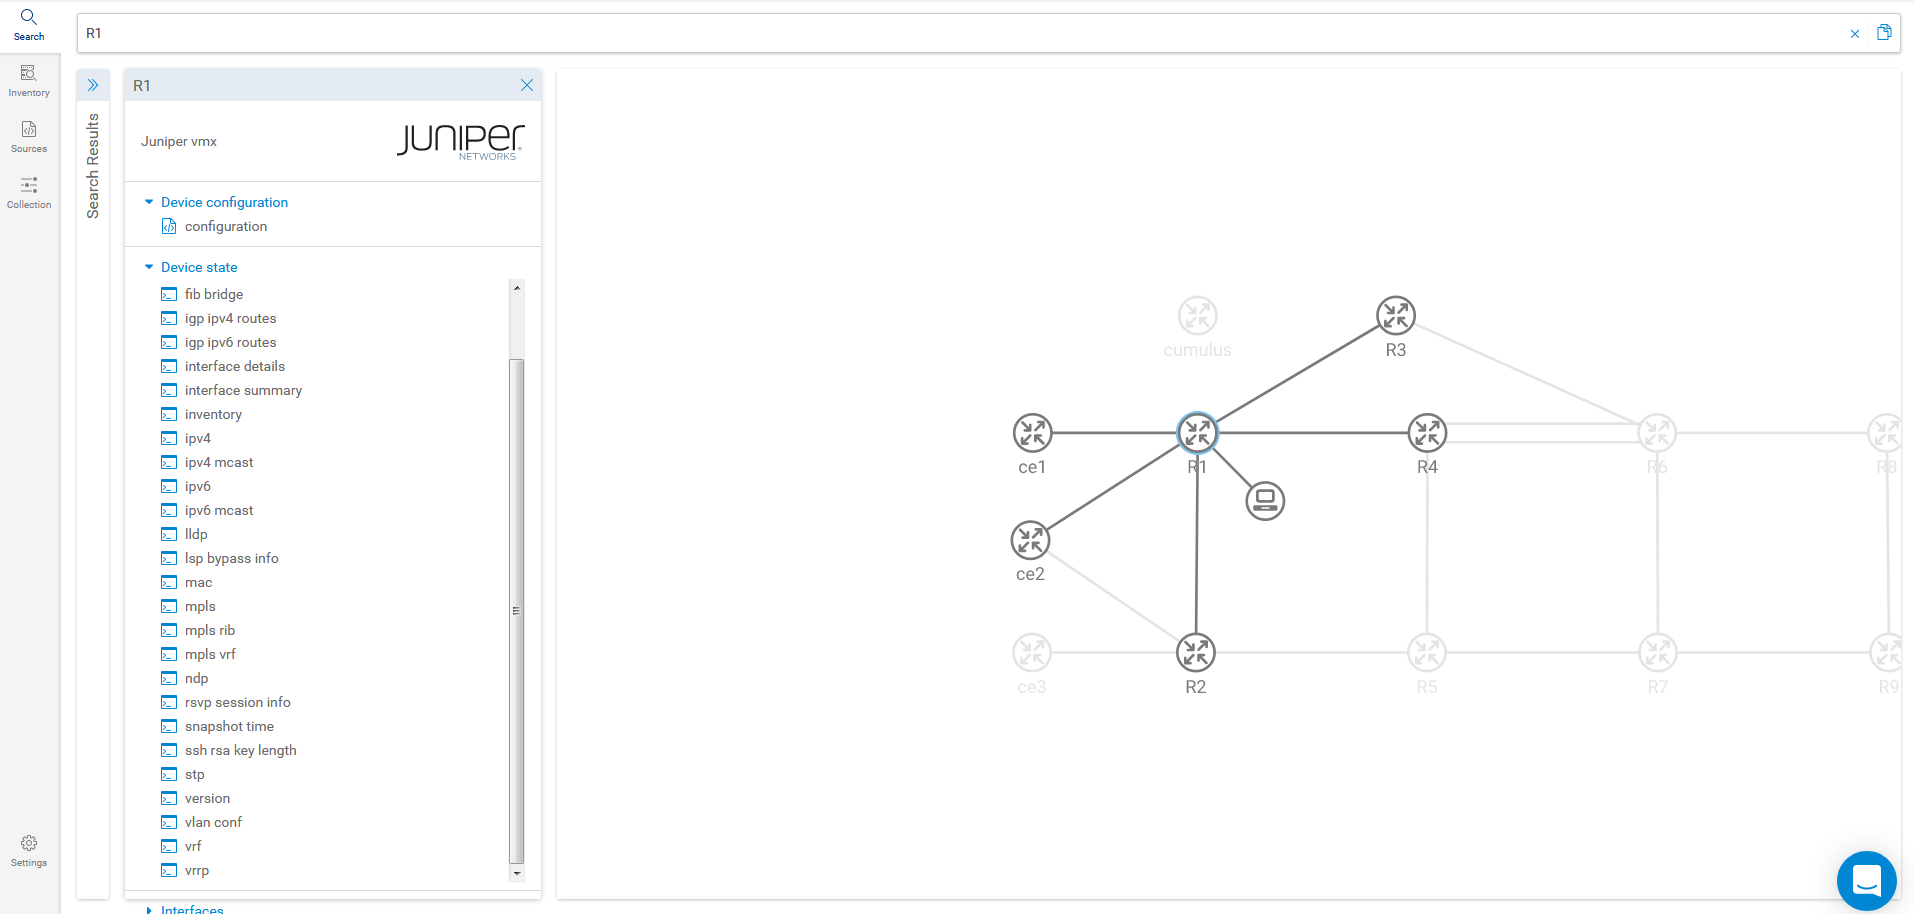 Search
Inventory
Sources
Collection
Settings
R1
Search Results
R1
Juniper vmx
JUNIPER
NETWORKS
Device configuration
configuration
Device state
fib bridge
igp ipv4 routes
igp ipv6 routes
interface details
interface summary
inventory
ipv4
ipv4 mcast
ipv6
ipv6 mcast
lldp
lsp bypass info
mac
mpls
mpls rib
mpls vrf
ndp
rsvp session info
snapshot time
ssh rsa key length
stp
version
vlan conf
vrf
vrrp
Interfaces
cumulus
R3
ce1
R1
R4
R6
R8
ce2
ce3
R2
R5
R7
R9